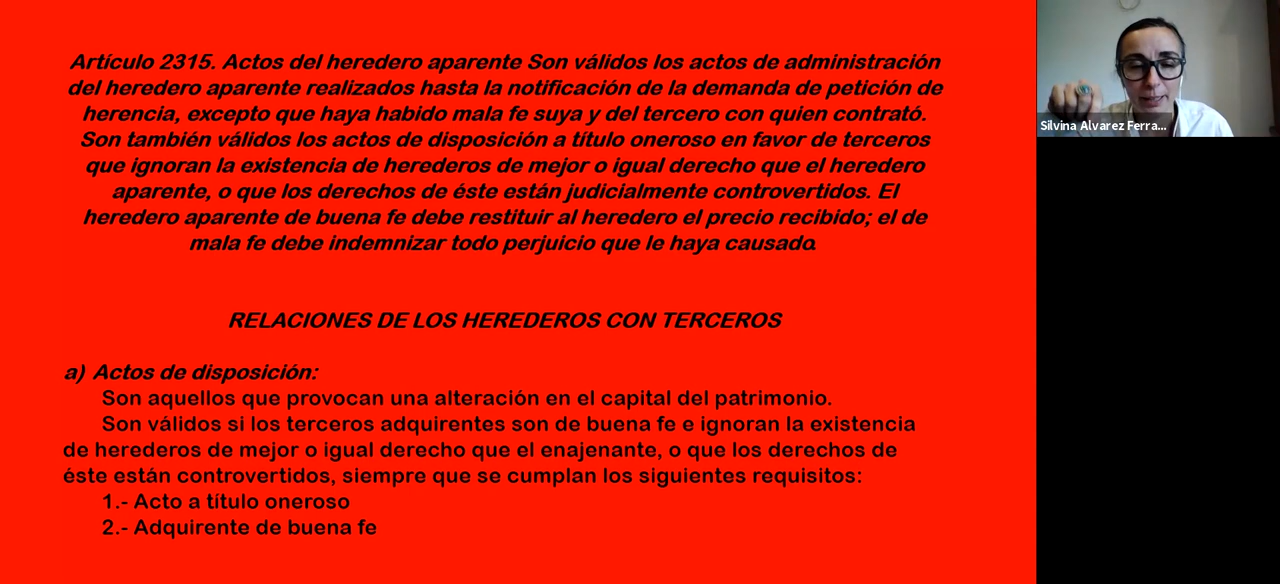 Artículo 2315. Actos del heredero aparente Son válidos los actos de administración
del heredero aparente realizados hasta la notificación de la demanda de petición de
herencia, excepto que haya habido mala fe suya y del tercero con quien contrató.
Son también válidos los actos de disposición a título oneroso en favor de terceros
que ignoran la existencia de herederos de mejor o igual derecho que el heredero
aparente, o que los derechos de éste están judicialmente controvertidos. El
heredero aparente de buena fe debe restituir al heredero el precio recibido; el de
mala fe debe indemnizar todo perjuicio que le haya causado.
RELACIONES DE LOS HEREDEROS CON TERCEROS
a) Actos de disposición:
Son aquellos que provocan una alteración en el capital del patrimonio.
Son válidos si los terceros adquirentes son de buena fe e ignoran la existencia
de herederos de mejor o igual derecho que el enajenante, o que los derechos de
éste están controvertidos, siempre que se cumplan los siguientes requisitos:
1.- Acto a título oneroso
2.- Adquirente de buena fe
Silvina Alvarez Ferra...